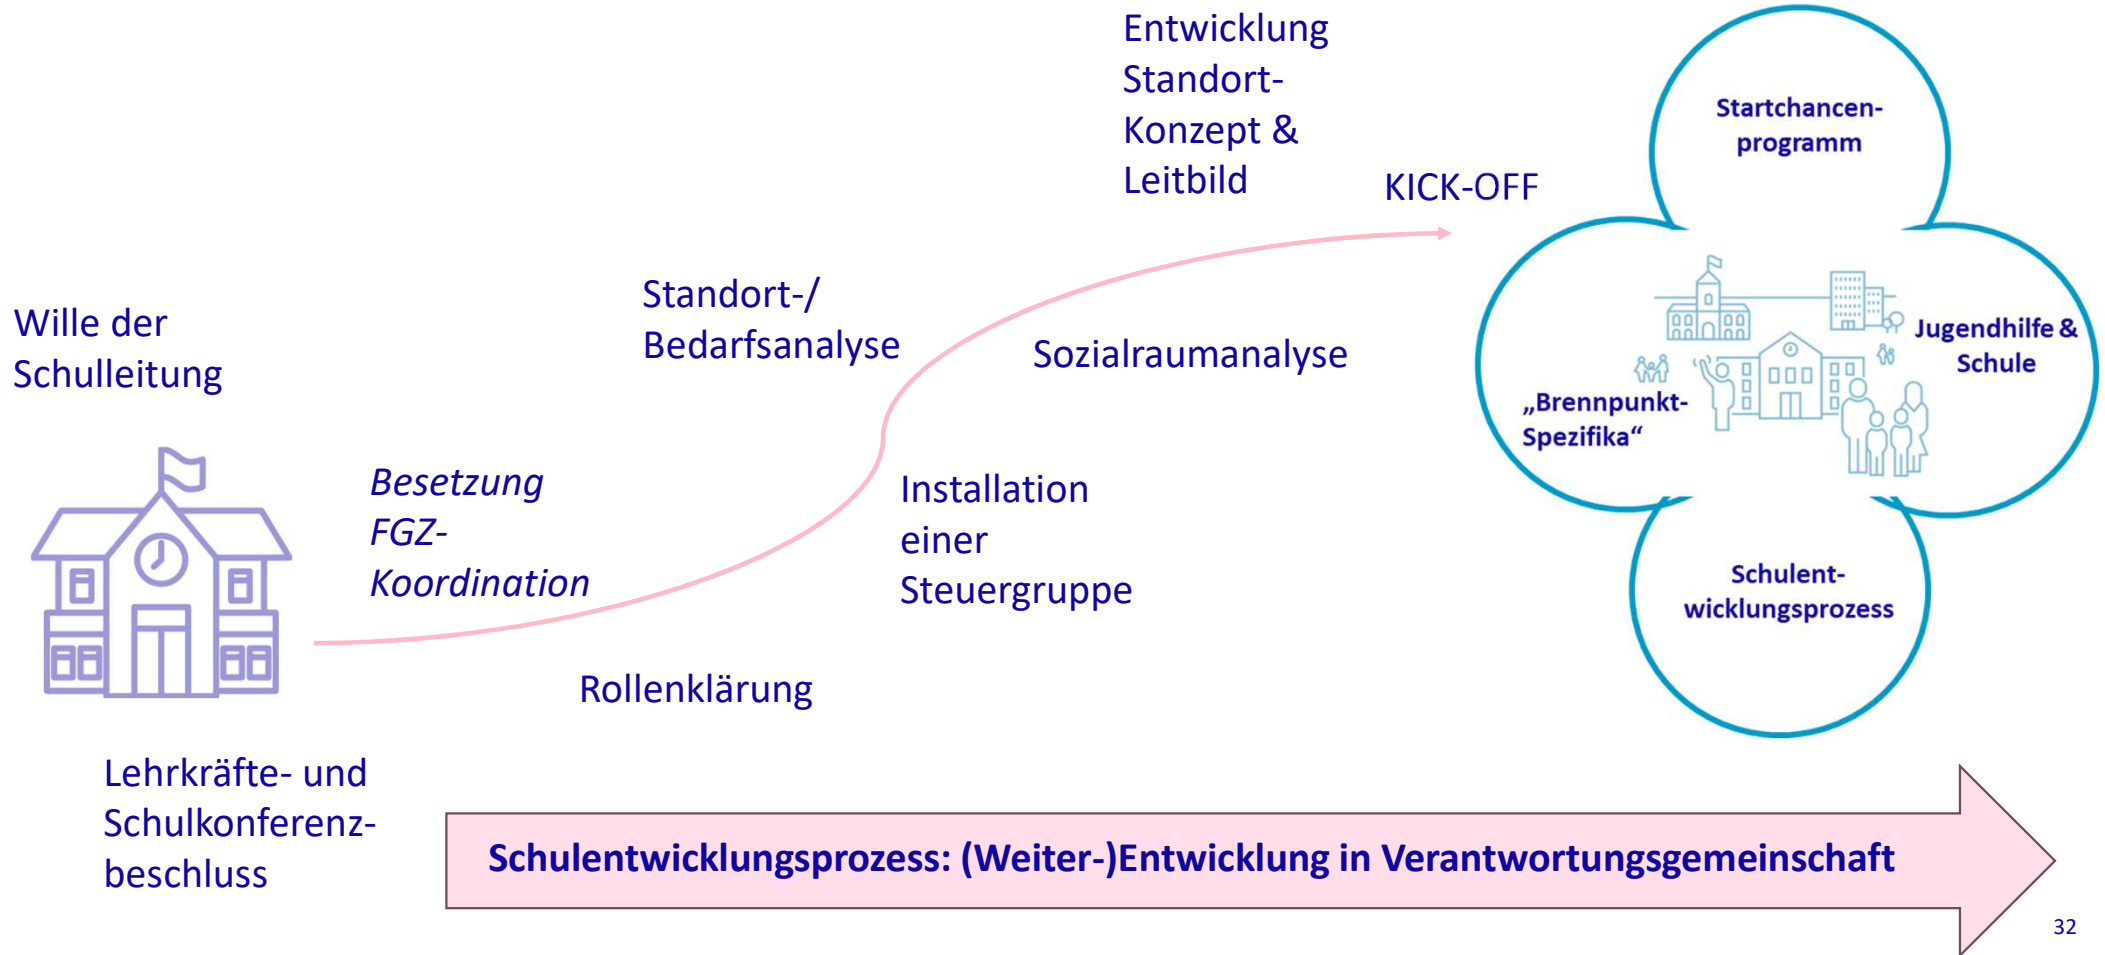 Wille der
Schulleitung
Lehrkräfte- und
Schulkonferenz-
beschluss
Besetzung
FGZ-
Koordination
Rollenklärung
Standort-/
Bedarfsanalyse
Installation
einer
Steuergruppe
Sozialraumanalyse
Entwicklung
Standort-
Konzept &
Leitbild
KICK-OFF
Startchancen-
programm
„Brennpunkt-
Spezifika“
Jugendhilfe &
Schule
Schulent-
wicklungsprozess
Schulentwicklungsprozess: (Weiter-)Entwicklung in Verantwortungsgemeinschaft
32